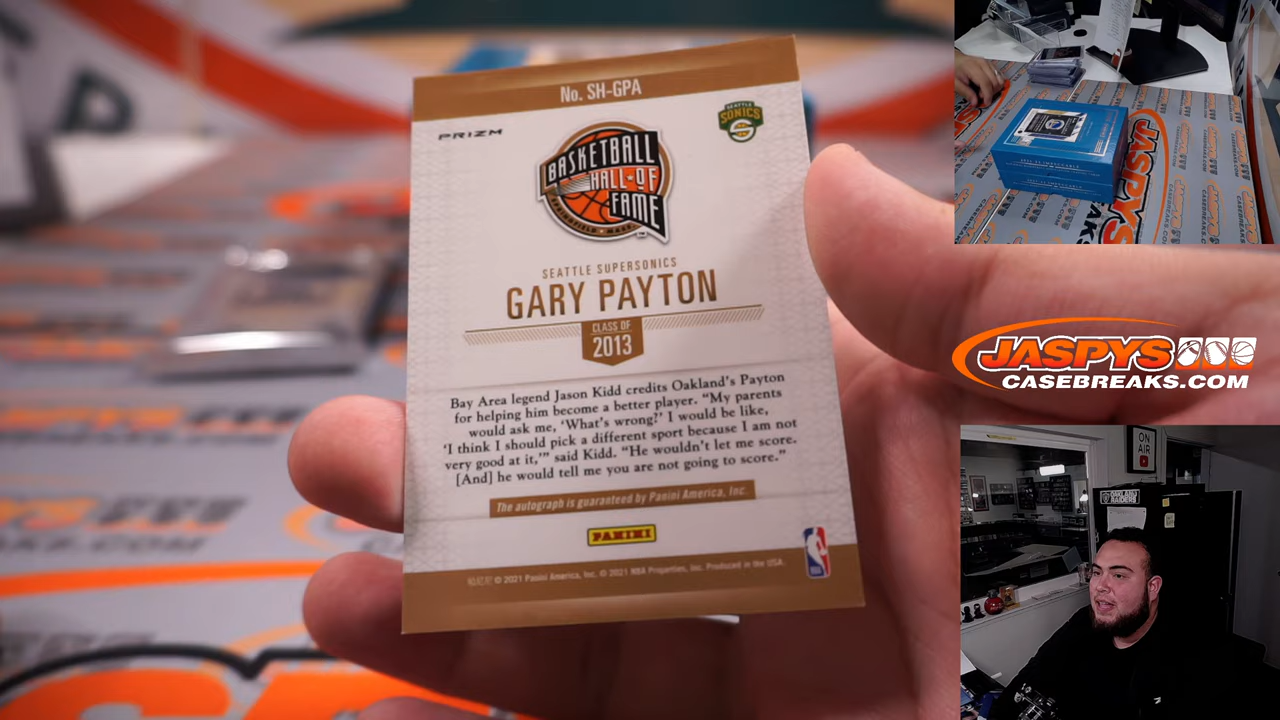 No. SH-GPA
PRIZM
SEATTLE
SONICS
BASKETBALL
HALL·OF
FAME
SEATTLE SUPERSONICS
GARY PAYTON
CLASS OF
2013
Bay Area legend Jason Kidd credits Oakland's Payton
for helping him become a better player. “My parents
would ask me, ‘What's wrong?’ I would be like,
‘I think I should pick a different sport because I am not
very good at it,’” said Kidd. “He wouldn't let me score.
[And] he would tell me you are not going to score.”
The autograph is guaranteed by Panini America, Inc.
PANINI
© 2021 Panini America, Inc. © 2021 NBA Properties, Inc. Produced in the USA.
JASPYS
CASEBREAKS.COM
ON
AIR
OAKLAND
RAIDERS
JASPYS
CASEBREAKS.COM